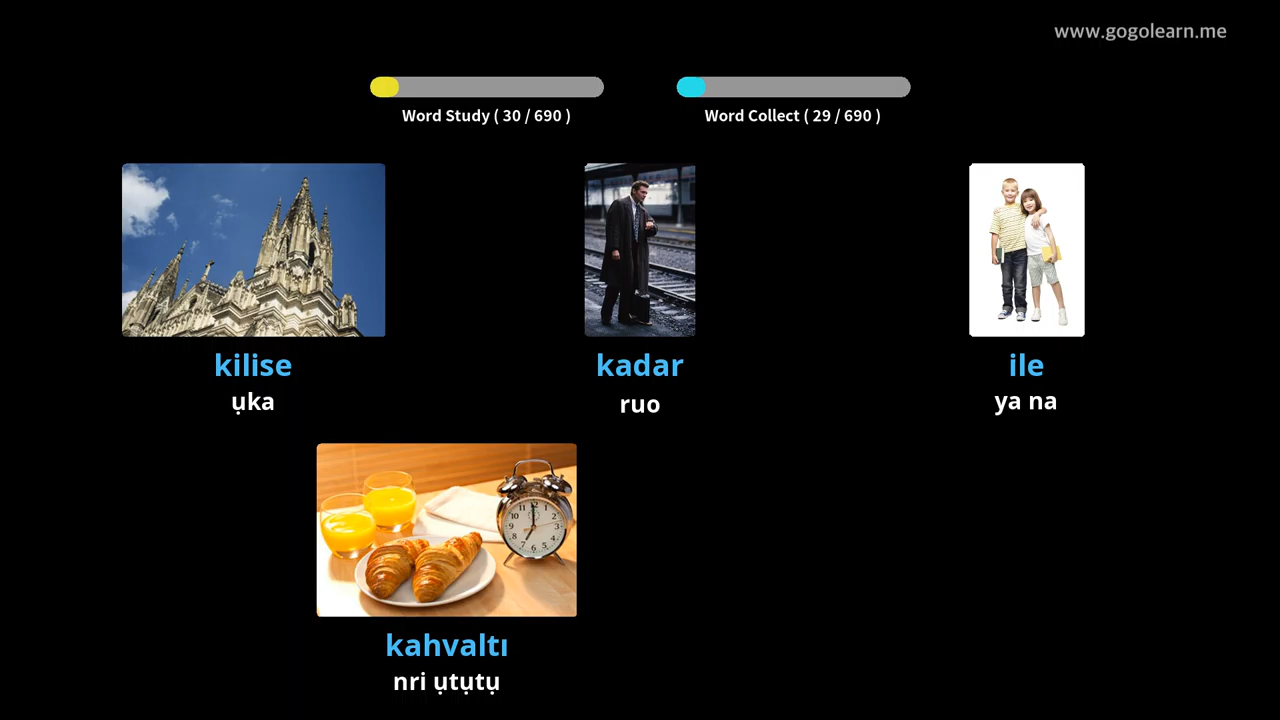 www.gogolearn.me
Word Study ( 30 / 690 )
Word Collect ( 29 / 690 )
kilise
ụka
kadar
ruo
ile
ya na
kahvaltı
nri ụtụtụ